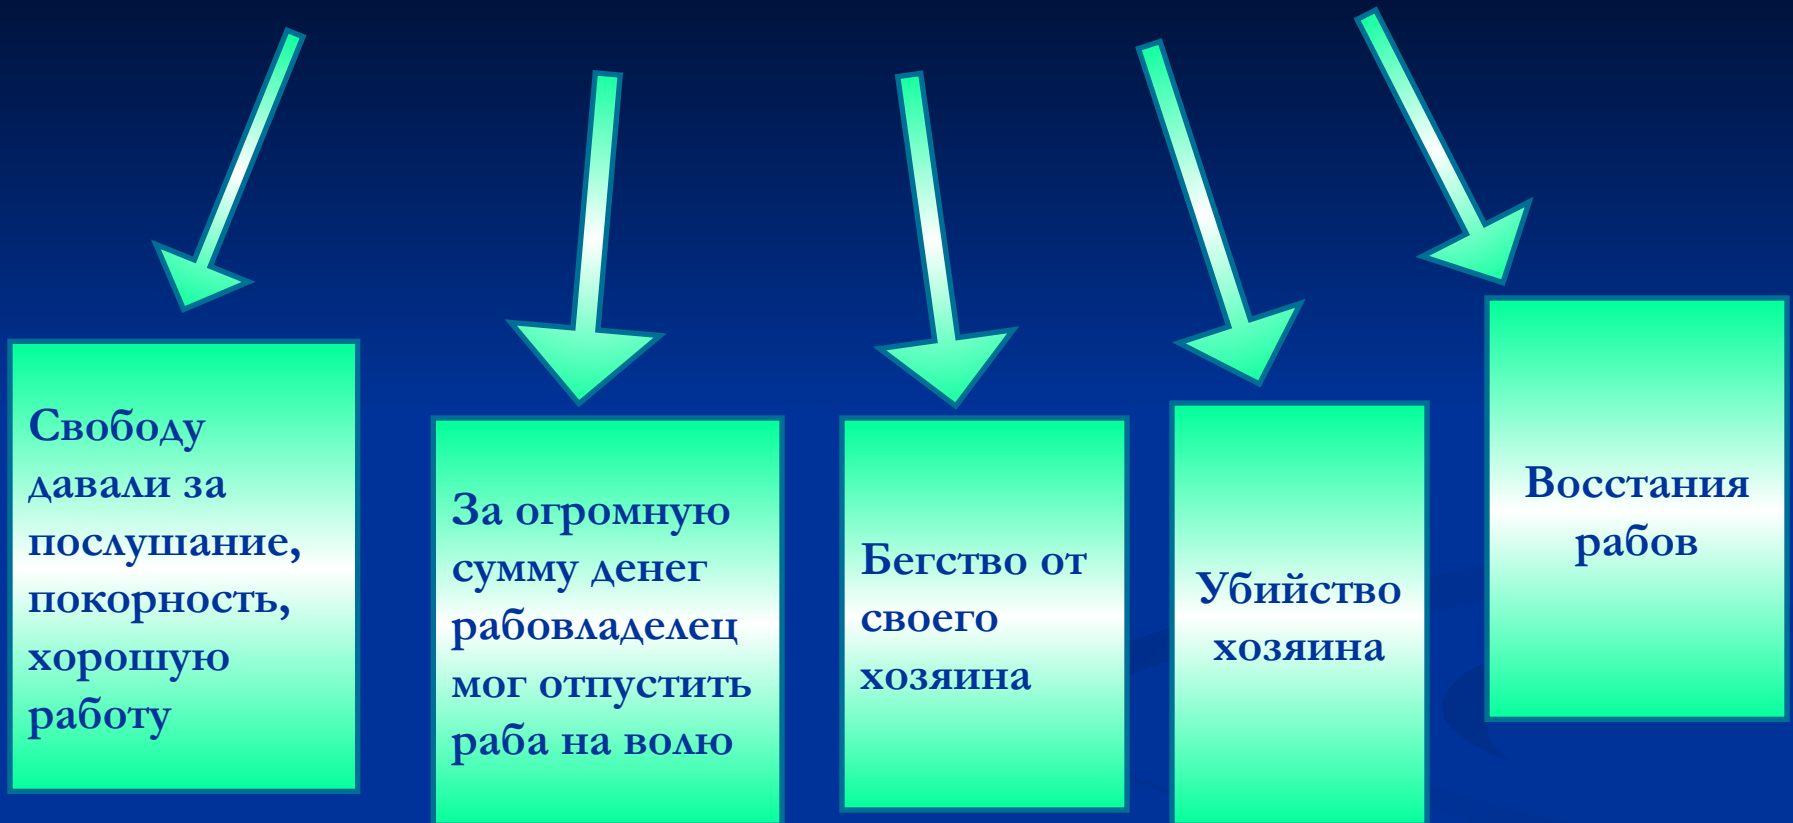 Свободу
давали за
послушание,
покорность,
хорошую
работу
За огромную
сумму денег
рабовладелец
мог отпустить
раба на волю
Бегство от
своего
хозяина
Убийство
хозяина
Восстания
рабов